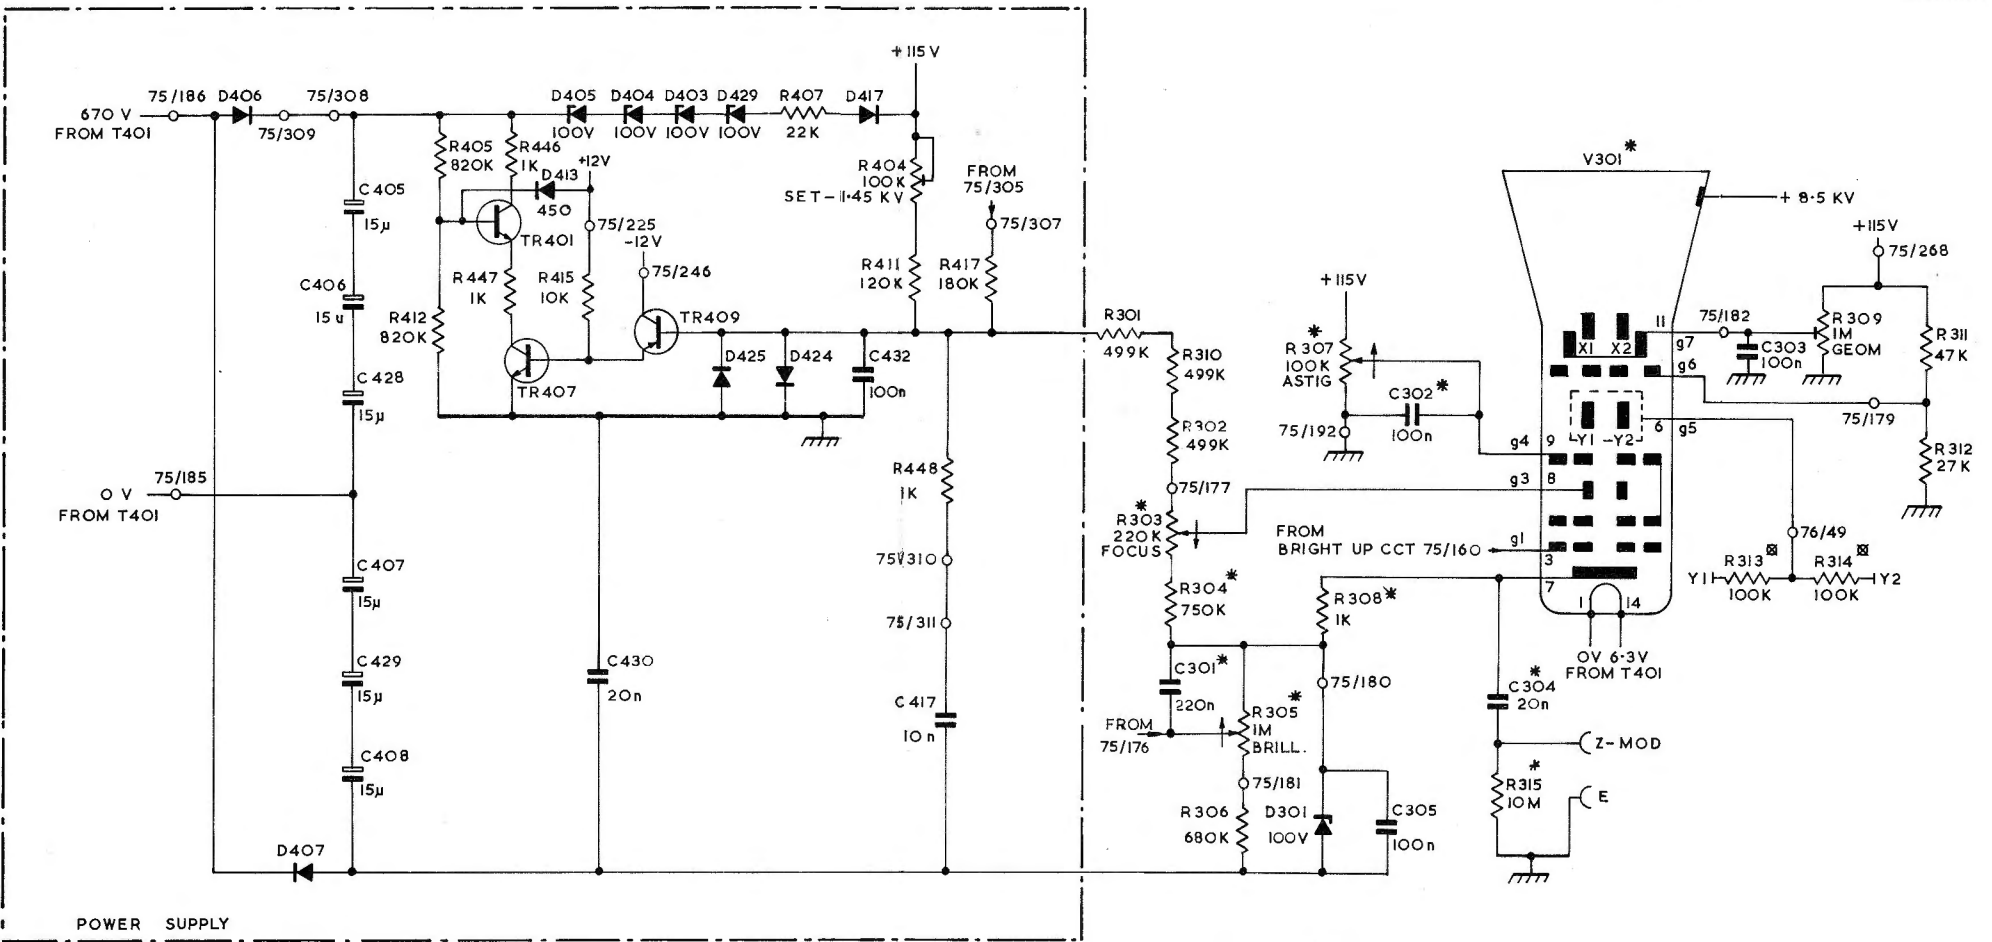 +115V
670 V
FROM T401
75/186
D406
75/309
75/308
D405
100V
D404
100V
D403
100V
D429
100V
R407
22K
D417
R405
820K
R446
1K
+12V
D413
450
R404
100K
SET-1.45 KV
FROM
75/305
75/307
C405
15µ
TR401
75/225
-12V
75/246
C406
15u
R447
1K
R415
10K
R411
120K
R417
180K
R412
820K
TR409
C428
15µ
TR407
D425
D424
C432
100n
0V
FROM T401
75/185
R448
1K
75/310
75/311
C407
15µ
C429
15µ
C430
20n
C417
10n
C408
15µ
D407
POWER SUPPLY
R301
499K
R310
499K
R302
499K
75/177
*
R303
220K
FOCUS
R304*
750K
C301*
220n
FROM
75/176
*
R305
1M
BRILL.
75/181
R306
680K
D301
100V
C305
100n
75/180
R308*
1K
+115V
*
R307
100K
ASTIG
C302*
100n
75/192
FROM
BRIGHT UP CCT 75/160
V301*
+ 8·5 KV
+115V
75/268
X1 X2
11
g7
75/182
C303
100n
R309
1M
GEOM
R311
47K
g6
75/179
Y1 Y2
6 g5
R312
27K
g4 9
g3 8
g1
3
7
1 14
0V 6·3V
FROM T401
76/49
Y1
R313
100K
R314
100K
Y2
*
C304
20n
Z-MOD
*
R315
10M
E